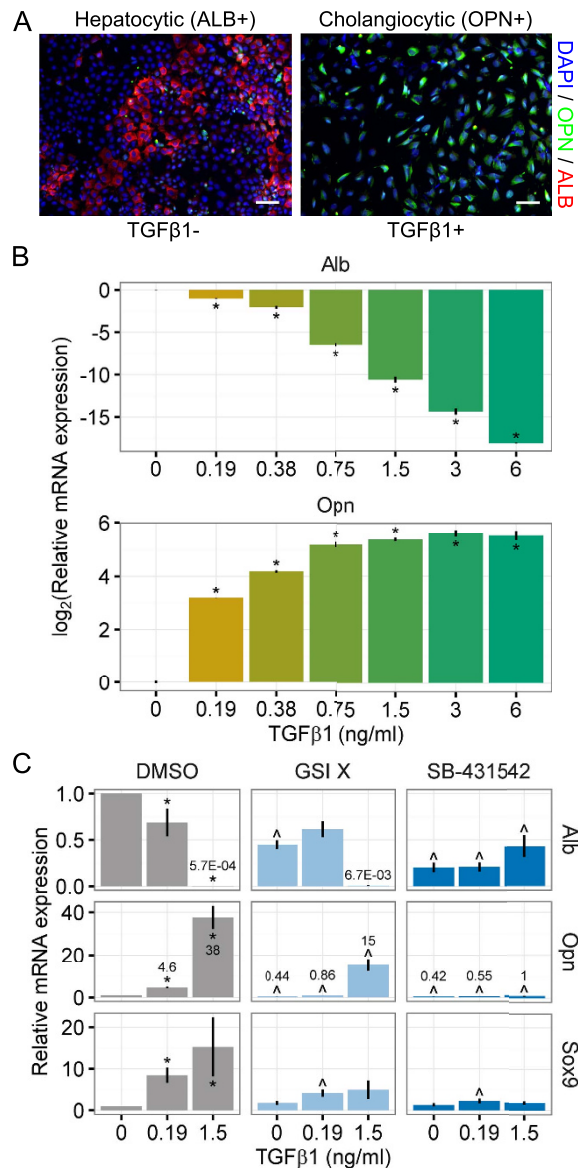 A
Hepatocytic (ALB+) Cholangiocytic (OPN+)
DAPI / OPN / ALB
TGFβ1- TGFβ1+
B
log2(Relative mRNA expression)
Alb
0
-5
-10
-15
* * * * * *
0 0.19 0.38 0.75 1.5 3 6
Opn
6
4
2
0
* * * * * *
0 0.19 0.38 0.75 1.5 3 6
TGFβ1 (ng/ml)
C
DMSO GSI X SB-431542
Relative mRNA expression
1.0
0.5
0.0
* 5.7E-04 * ^ 6.7E-03 ^ ^ ^
Alb
40
20
0
4.6 * * 38 0.44 ^ 0.86 ^ 15 ^ 0.42 ^ 0.55 ^ 1 ^
Opn
20
10
0
* * ^ ^
Sox9
0 0.19 1.5 0 0.19 1.5 0 0.19 1.5
TGFβ1 (ng/ml)